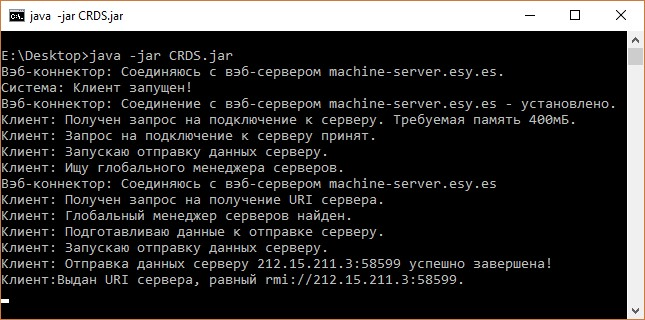 java  -jar CRDS.jar
E:\Desktop>java -jar CRDS.jar
Вэб-коннектор: Соединяюсь с вэб-сервером machine-server.esy.es.
Система: Клиент запущен!
Вэб-коннектор: Соединение с вэб-сервером machine-server.esy.es - установлено.
Клиент: Получен запрос на подключение к серверу. Требуемая память 400мБ.
Клиент: Запрос на подключение к серверу принят.
Клиент: Запускаю отправку данных серверу.
Клиент: Ищу глобального менеджера серверов.
Вэб-коннектор: Соединяюсь с вэб-сервером machine-server.esy.es
Клиент: Получен запрос на получение URI сервера.
Клиент: Глобальный менеджер серверов найден.
Клиент: Подготавливаю данные к отправке серверу.
Клиент: Запускаю отправку данных серверу.
Клиент: Отправка данных серверу 212.15.211.3:58599 успешно завершена!
Клиент:Выдан URI сервера, равный rmi://212.15.211.3:58599.